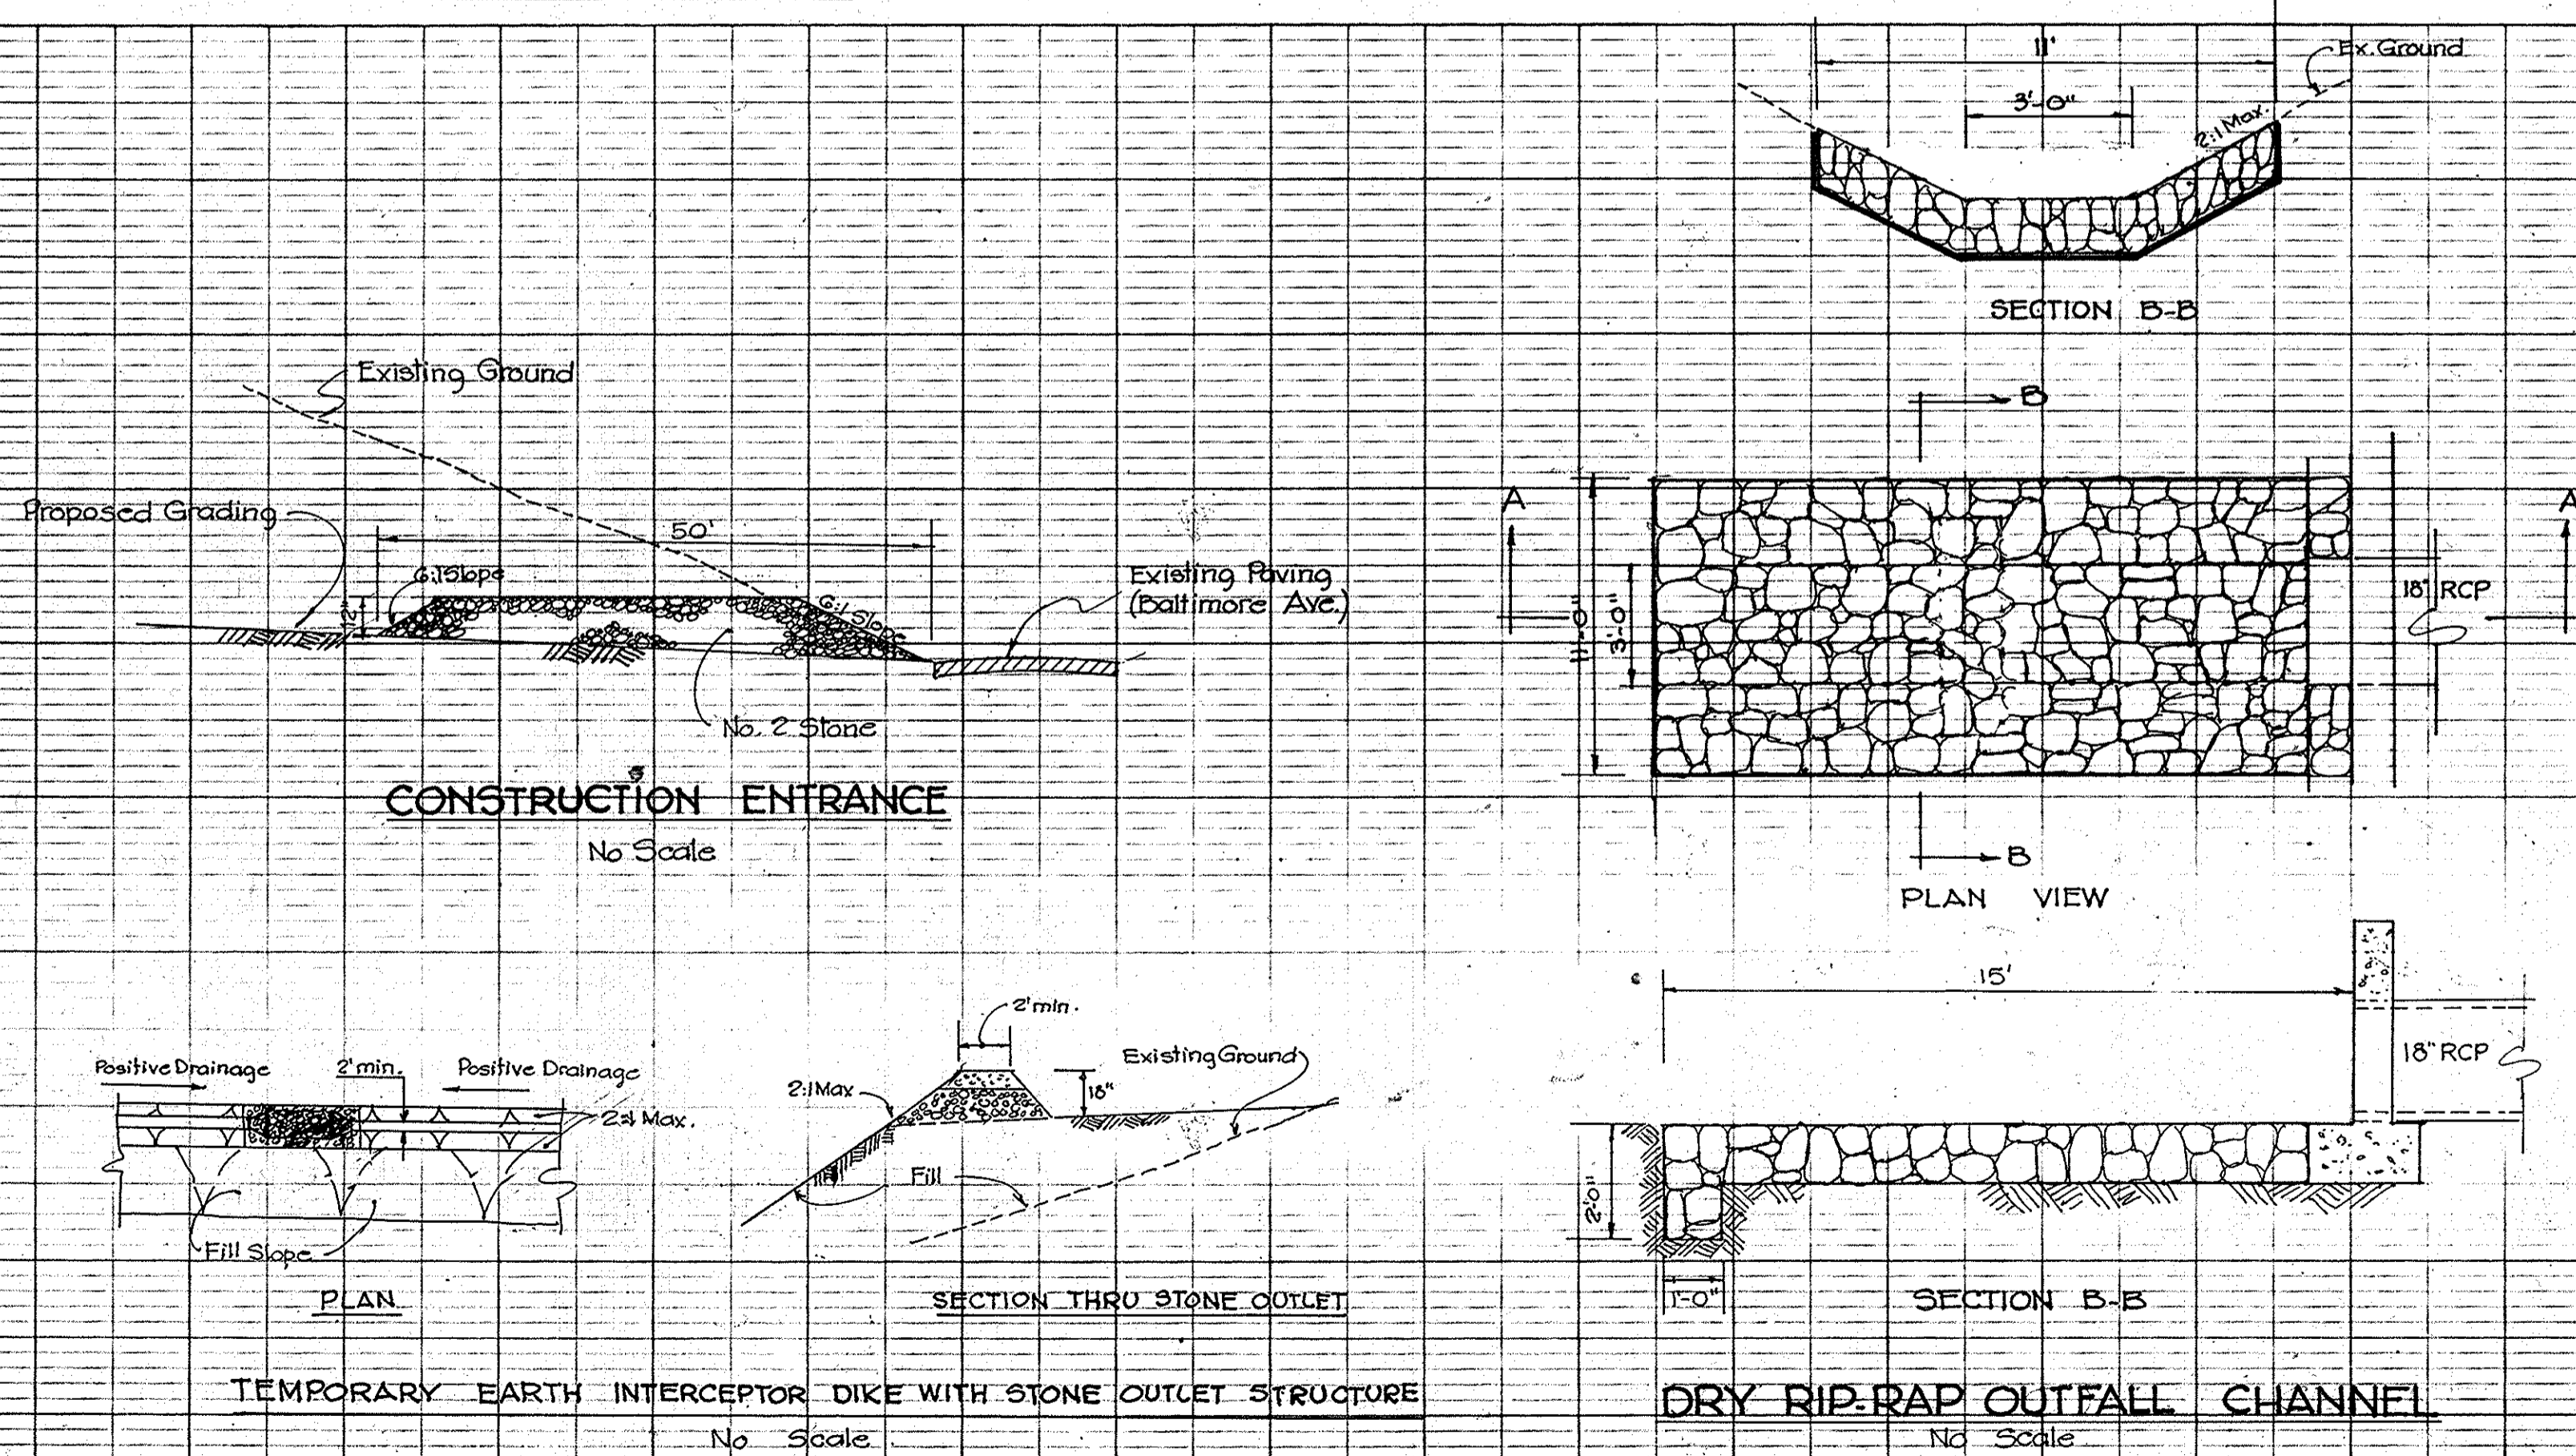 11'
Ex. Ground
3'-0"
2:1 Max.
SECTION B-B
Existing Ground
Proposed Grading
50'
6:1 Slope
12"
6:1 Slope
Existing Paving
(Baltimore Ave.)
No. 2 Stone
CONSTRUCTION ENTRANCE
No Scale
B
A
A
11'-0"
3'-0"
18" RCP
B
PLAN VIEW
15'
18" RCP
2'-0"
1'-0"
SECTION B-B
DRY RIP-RAP OUTFALL CHANNEL
No Scale
Positive Drainage
2' min.
Positive Drainage
2:1 Max.
Fill Slope
PLAN
2' min.
Existing Ground
2:1 Max
18"
Fill
SECTION THRU STONE OUTLET
TEMPORARY EARTH INTERCEPTOR DIKE WITH STONE OUTLET STRUCTURE
No Scale